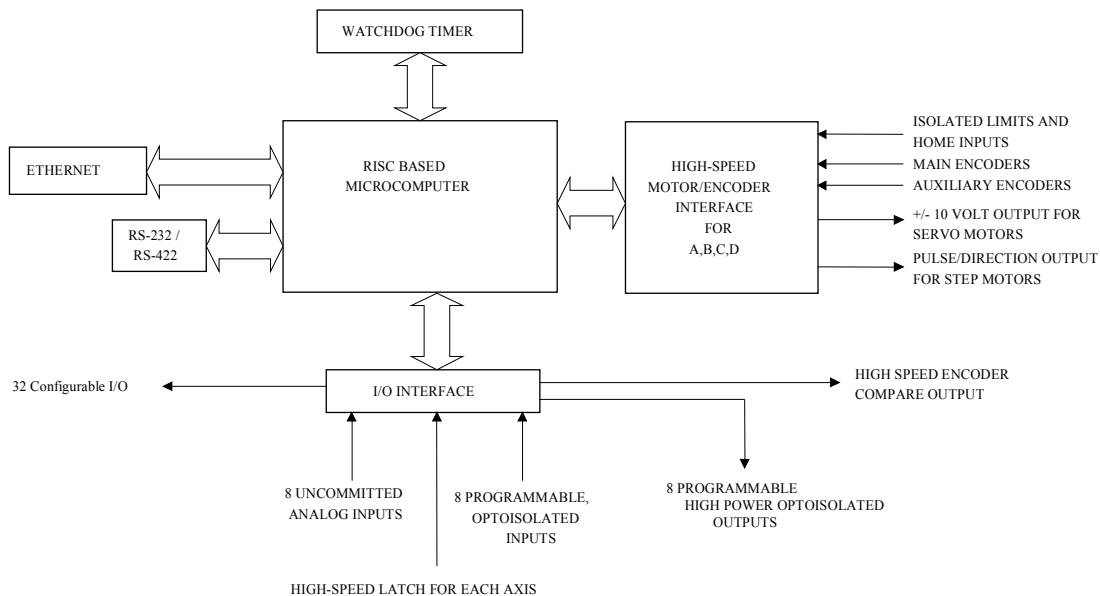 WATCHDOG TIMER
ETHERNET
RISC BASED
MICROCOMPUTER
RS-232 /
RS-422
HIGH-SPEED
MOTOR/ENCODER
INTERFACE
FOR
A,B,C,D
ISOLATED LIMITS AND
HOME INPUTS
MAIN ENCODERS
AUXILIARY ENCODERS
+/- 10 VOLT OUTPUT FOR
SERVO MOTORS
PULSE/DIRECTION OUTPUT
FOR STEP MOTORS
32 Configurable I/O
I/O INTERFACE
HIGH SPEED ENCODER
COMPARE OUTPUT
8 UNCOMMITTED
ANALOG INPUTS
8 PROGRAMMABLE,
OPTOISOLATED
INPUTS
8 PROGRAMMABLE
HIGH POWER OPTOISOLATED
OUTPUTS
HIGH-SPEED LATCH FOR EACH AXIS